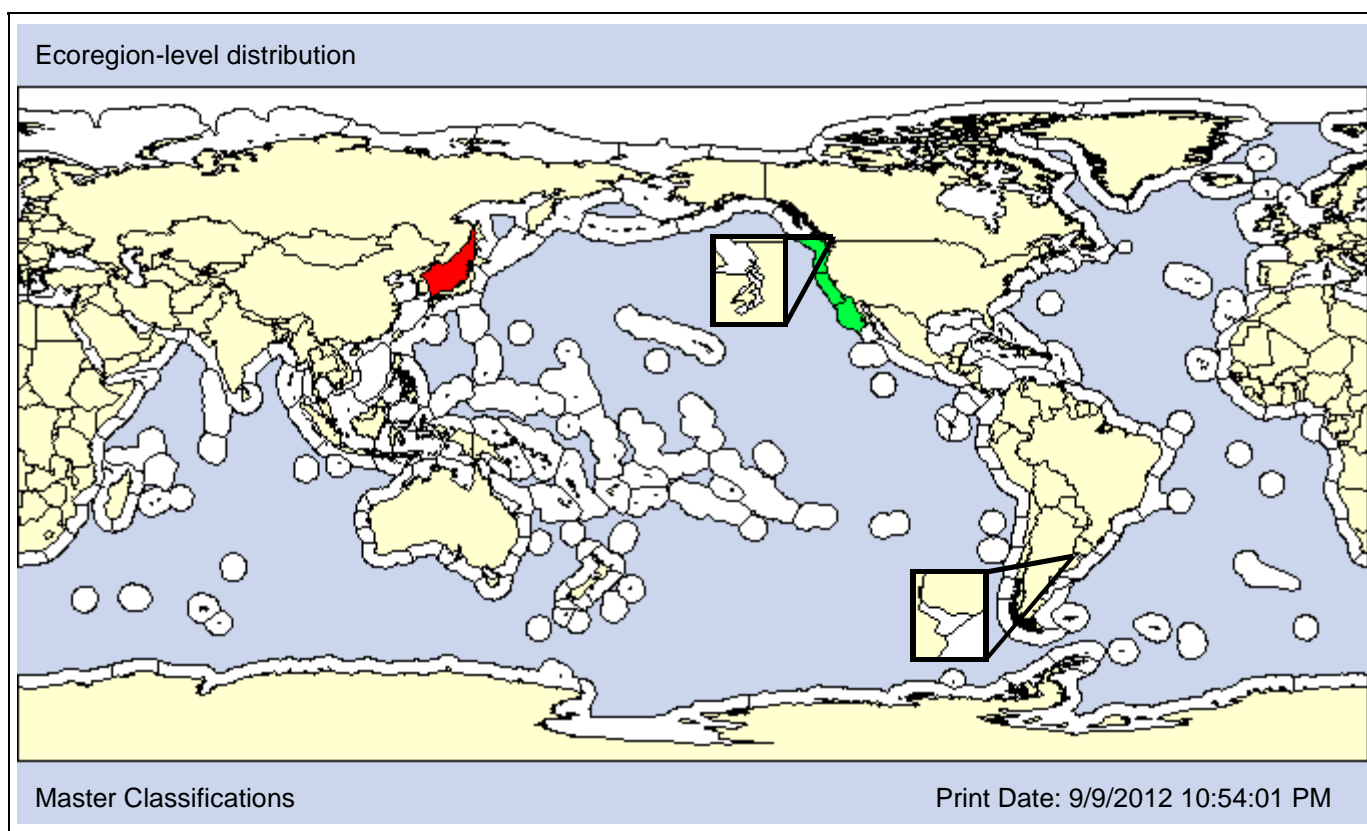 Ecoregion-level distribution
Master Classifications
Print Date: 9/9/2012 10:54:01 PM